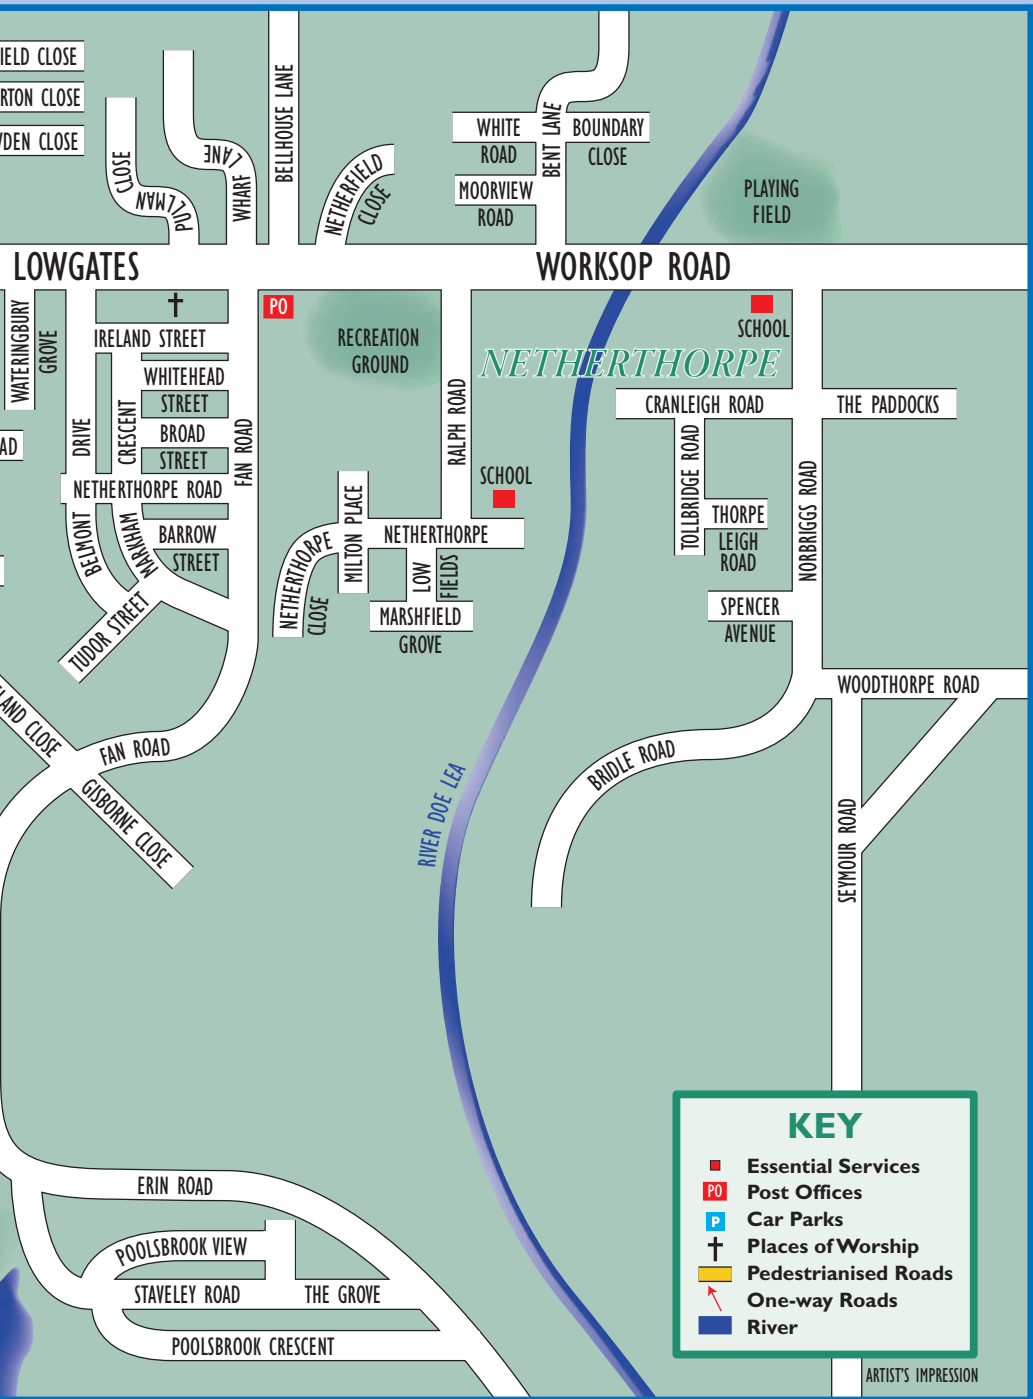 IELD CLOSE
RTON CLOSE
DEN CLOSE
PULLMAN
CLOSE
WHARF
LANE
BELLHOUSE LANE
NETHERFIELD
CLOSE
WHITE
ROAD
BENT LANE
BOUNDARY
CLOSE
MOORVIEW
ROAD
PLAYING
FIELD
LOWGATES
WORKSOP ROAD
WATERINGBURY
GROVE
IRELAND STREET
PO
RECREATION
GROUND
SCHOOL
NETHERTHORPE
WHITEHEAD
STREET
BROAD
STREET
BELMONT
DRIVE
MARKHAM
CRESCENT
FAN ROAD
RALPH ROAD
CRANLEIGH ROAD
THE PADDOCKS
AD
NETHERTHORPE ROAD
SCHOOL
TOLLBRIDGE ROAD
NORBRIGGS ROAD
BARROW
STREET
MILTON PLACE
NETHERTHORPE
THORPE
LEIGH
ROAD
NETHERTHORPE
CLOSE
LOW
FIELDS
MARSHFIELD
GROVE
SPENCER
AVENUE
TUDOR STREET
WOODTHORPE ROAD
LAND CLOSE
FAN ROAD
GISBORNE CLOSE
BRIDLE ROAD
RIVER DOE LEA
SEYMOUR ROAD
ERIN ROAD
POOLSBROOK VIEW
STAVELEY ROAD
THE GROVE
POOLSBROOK CRESCENT
KEY
Essential Services
PO Post Offices
P Car Parks
Places of Worship
Pedestrianised Roads
One-way Roads
River
ARTIST'S IMPRESSION